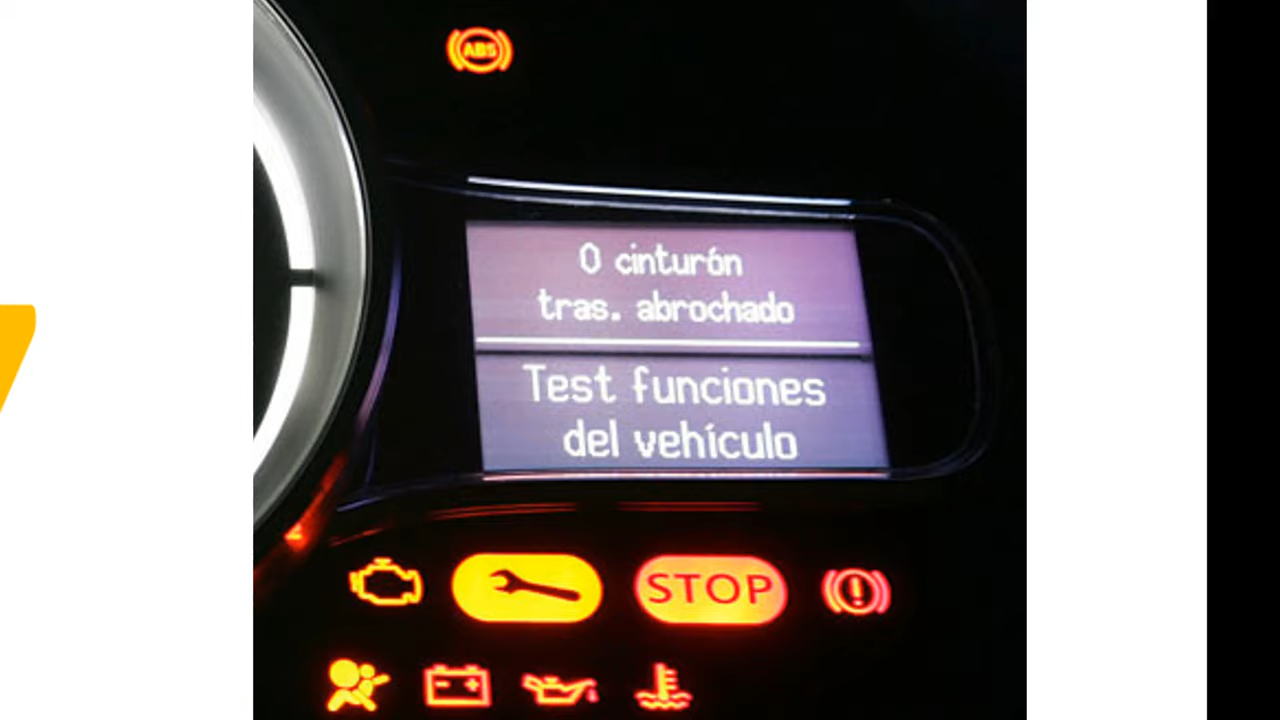 ABS
0 cinturón
tras. abrochado
Test funciones
del vehículo
STOP